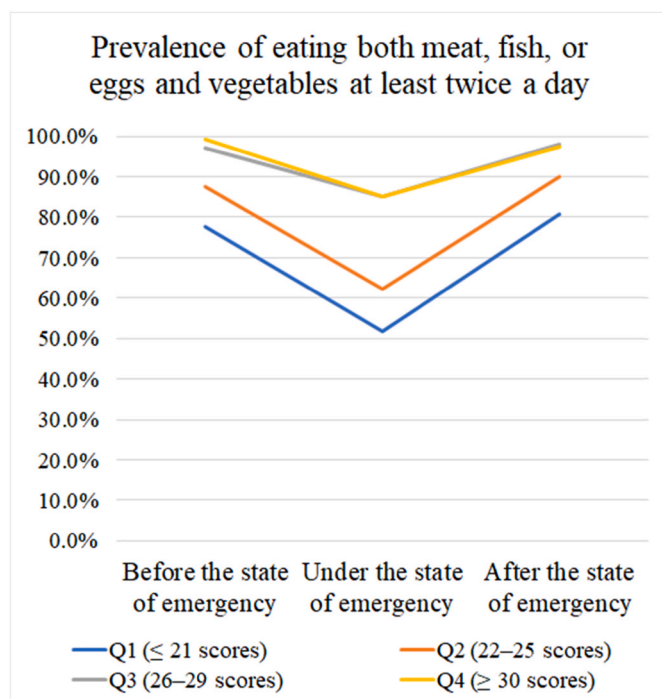 Prevalence of eating both meat, fish, or
eggs and vegetables at least twice a day
100.0%
90.0%
80.0%
70.0%
60.0%
50.0%
40.0%
30.0%
20.0%
10.0%
0.0%
Before the state Under the state After the state
of emergency of emergency of emergency
Q1 (≤ 21 scores) Q2 (22–25 scores)
Q3 (26–29 scores) Q4 (≥ 30 scores)